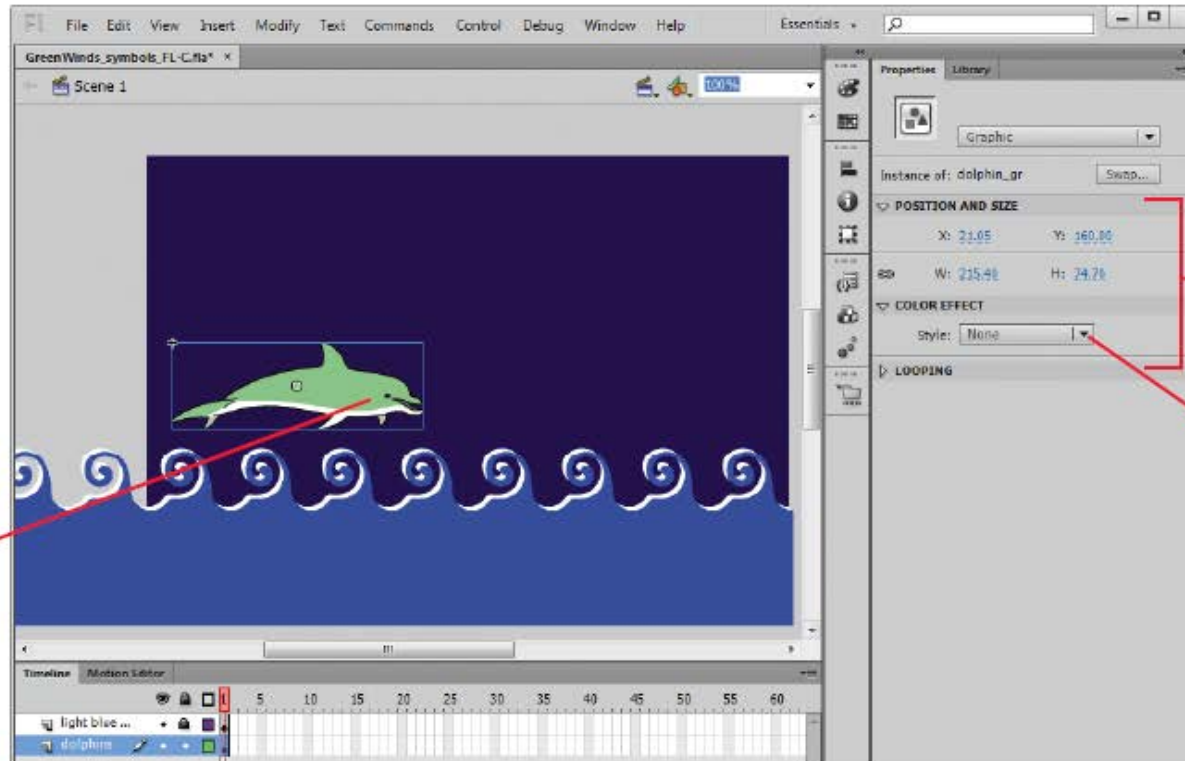 Fl File Edit View Insert Modify Text Commands Control Debug Window Help Essentials
GreenWinds_symbols_FL-C.fla* ×
Scene 1
100%
Properties Library
Graphic
Instance of: dolphin_gr Swap...
POSITION AND SIZE
X: 21.05 Y: 160.00
W: 215.40 H: 74.70
COLOR EFFECT
Style: None
LOOPING
Timeline Motion Editor
1 5 10 15 20 25 30 35 40 45 50 55 60
light blue ...
dolphin